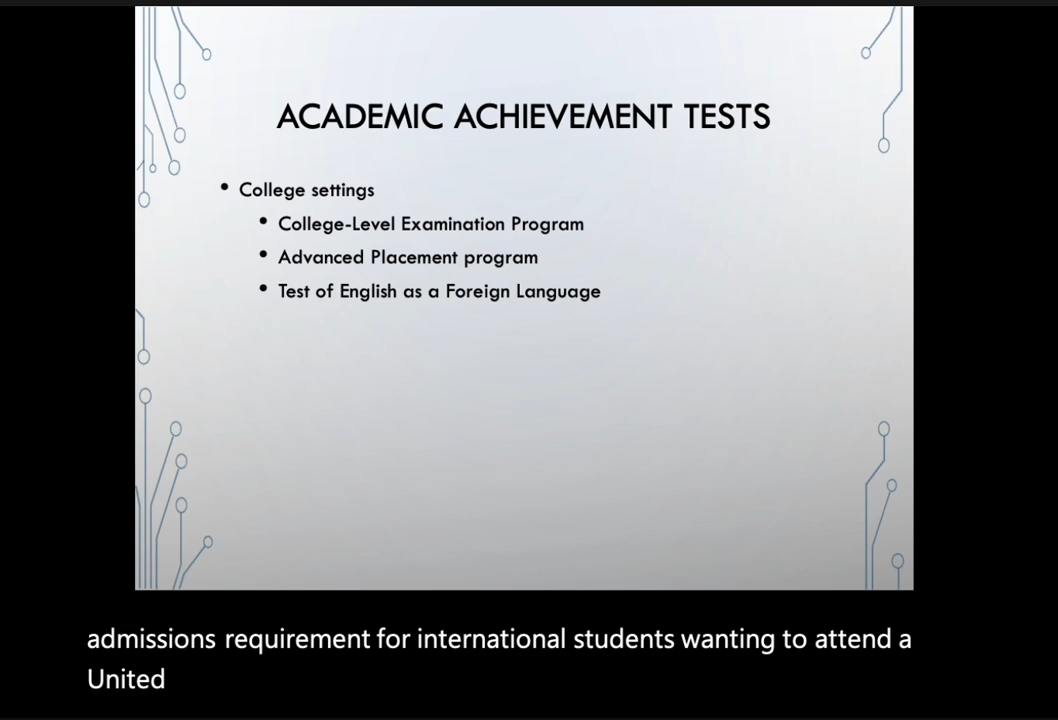 ACADEMIC ACHIEVEMENT TESTS
• College settings
• College-Level Examination Program
• Advanced Placement program
• Test of English as a Foreign Language
admissions requirement for international students wanting to attend a
United